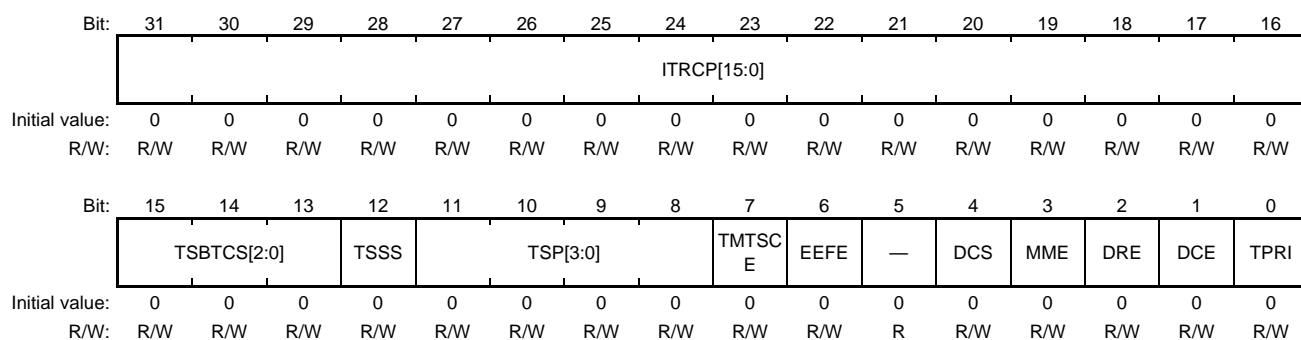 Bit: 31 30 29 28 27 26 25 24 23 22 21 20 19 18 17 16
ITRCP[15:0]
Initial value: 0 0 0 0 0 0 0 0 0 0 0 0 0 0 0 0
R/W: R/W R/W R/W R/W R/W R/W R/W R/W R/W R/W R/W R/W R/W R/W R/W R/W
Bit: 15 14 13 12 11 10 9 8 7 6 5 4 3 2 1 0
TSBTCS[2:0] TSSS TSP[3:0] TMTSC EEFE — DCS MME DRE DCE TPRI
E
Initial value: 0 0 0 0 0 0 0 0 0 0 0 0 0 0 0 0
R/W: R/W R/W R/W R/W R/W R/W R/W R/W R/W R/W R R/W R/W R/W R/W R/W